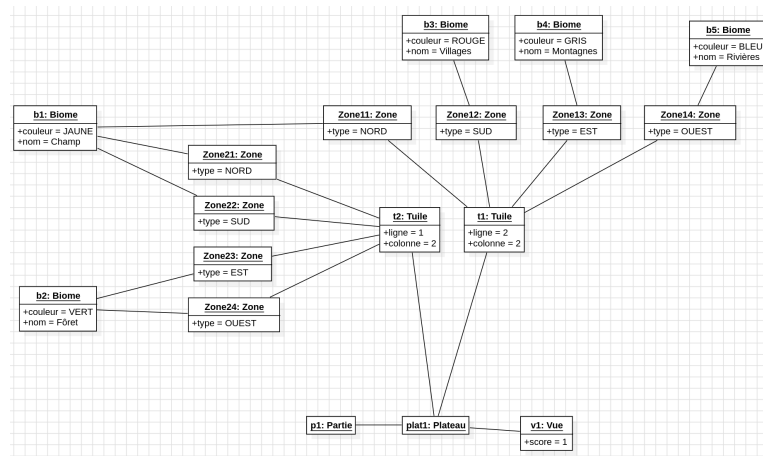 b3: Biome
+couleur = ROUGE
+nom = Villages
b4: Biome
+couleur = GRIS
+nom = Montagnes
b5: Biome
+couleur = BLEU
+nom = Rivières
b1: Biome
+couleur = JAUNE
+nom = Champ
Zone11: Zone
+type = NORD
Zone12: Zone
+type = SUD
Zone13: Zone
+type = EST
Zone14: Zone
+type = OUEST
Zone21: Zone
+type = NORD
Zone22: Zone
+type = SUD
t2: Tuile
+ligne = 1
+colonne = 2
t1: Tuile
+ligne = 2
+colonne = 2
Zone23: Zone
+type = EST
b2: Biome
+couleur = VERT
+nom = Fôret
Zone24: Zone
+type = OUEST
p1: Partie
plat1: Plateau
v1: Vue
+score = 1